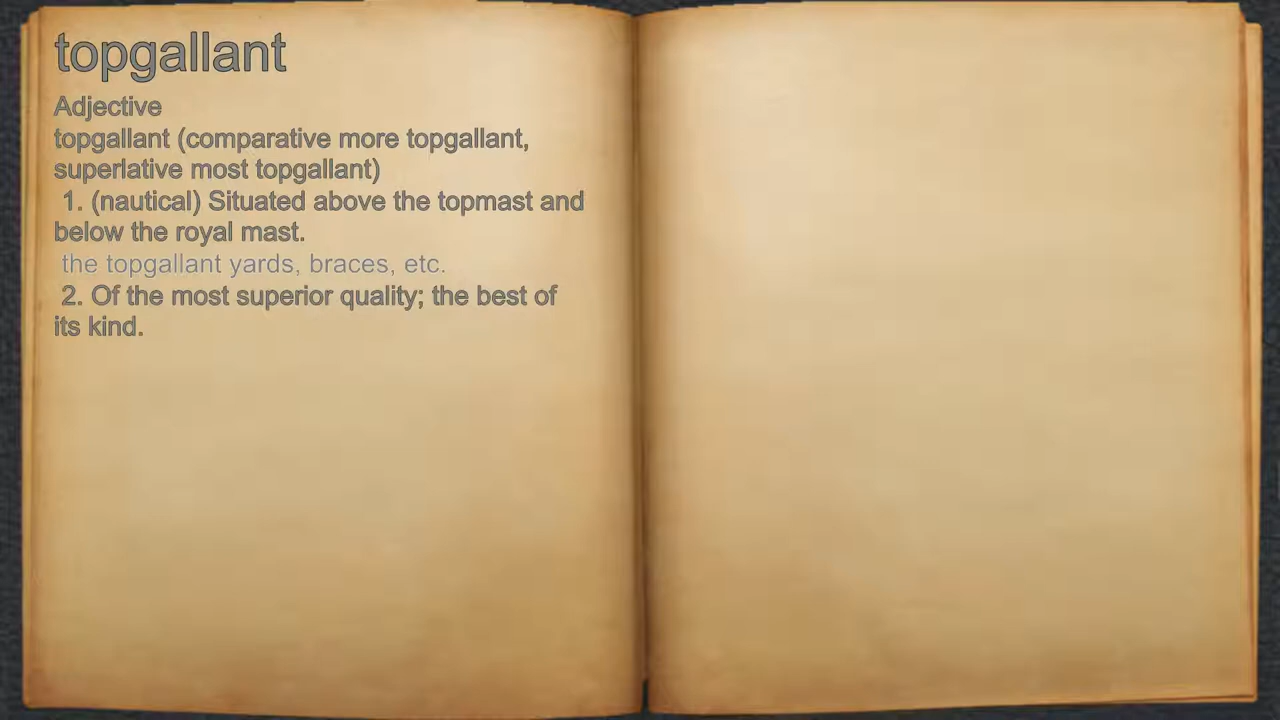 topgallant
Adjective
topgallant (comparative more topgallant,
superlative most topgallant)
1. (nautical) Situated above the topmast and
below the royal mast.
the topgallant yards, braces, etc.
2. Of the most superior quality; the best of
its kind.